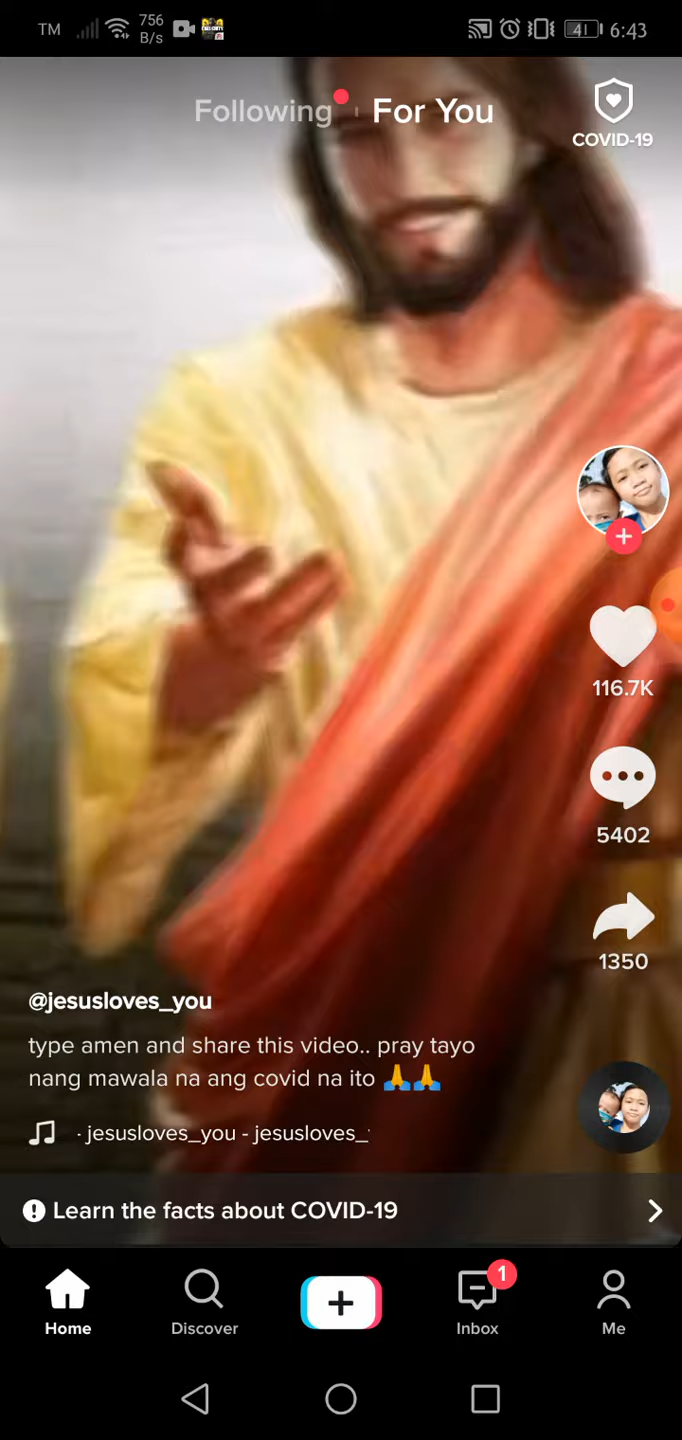 TM 756 B/s 41 6:43
Following For You
COVID-19
116.7K
5402
1350
@jesusloves_you
type amen and share this video.. pray tayo
nang mawala na ang covid na ito 🙏🙏
· jesusloves_you - jesusloves_
Learn the facts about COVID-19
1
Home Discover Inbox Me